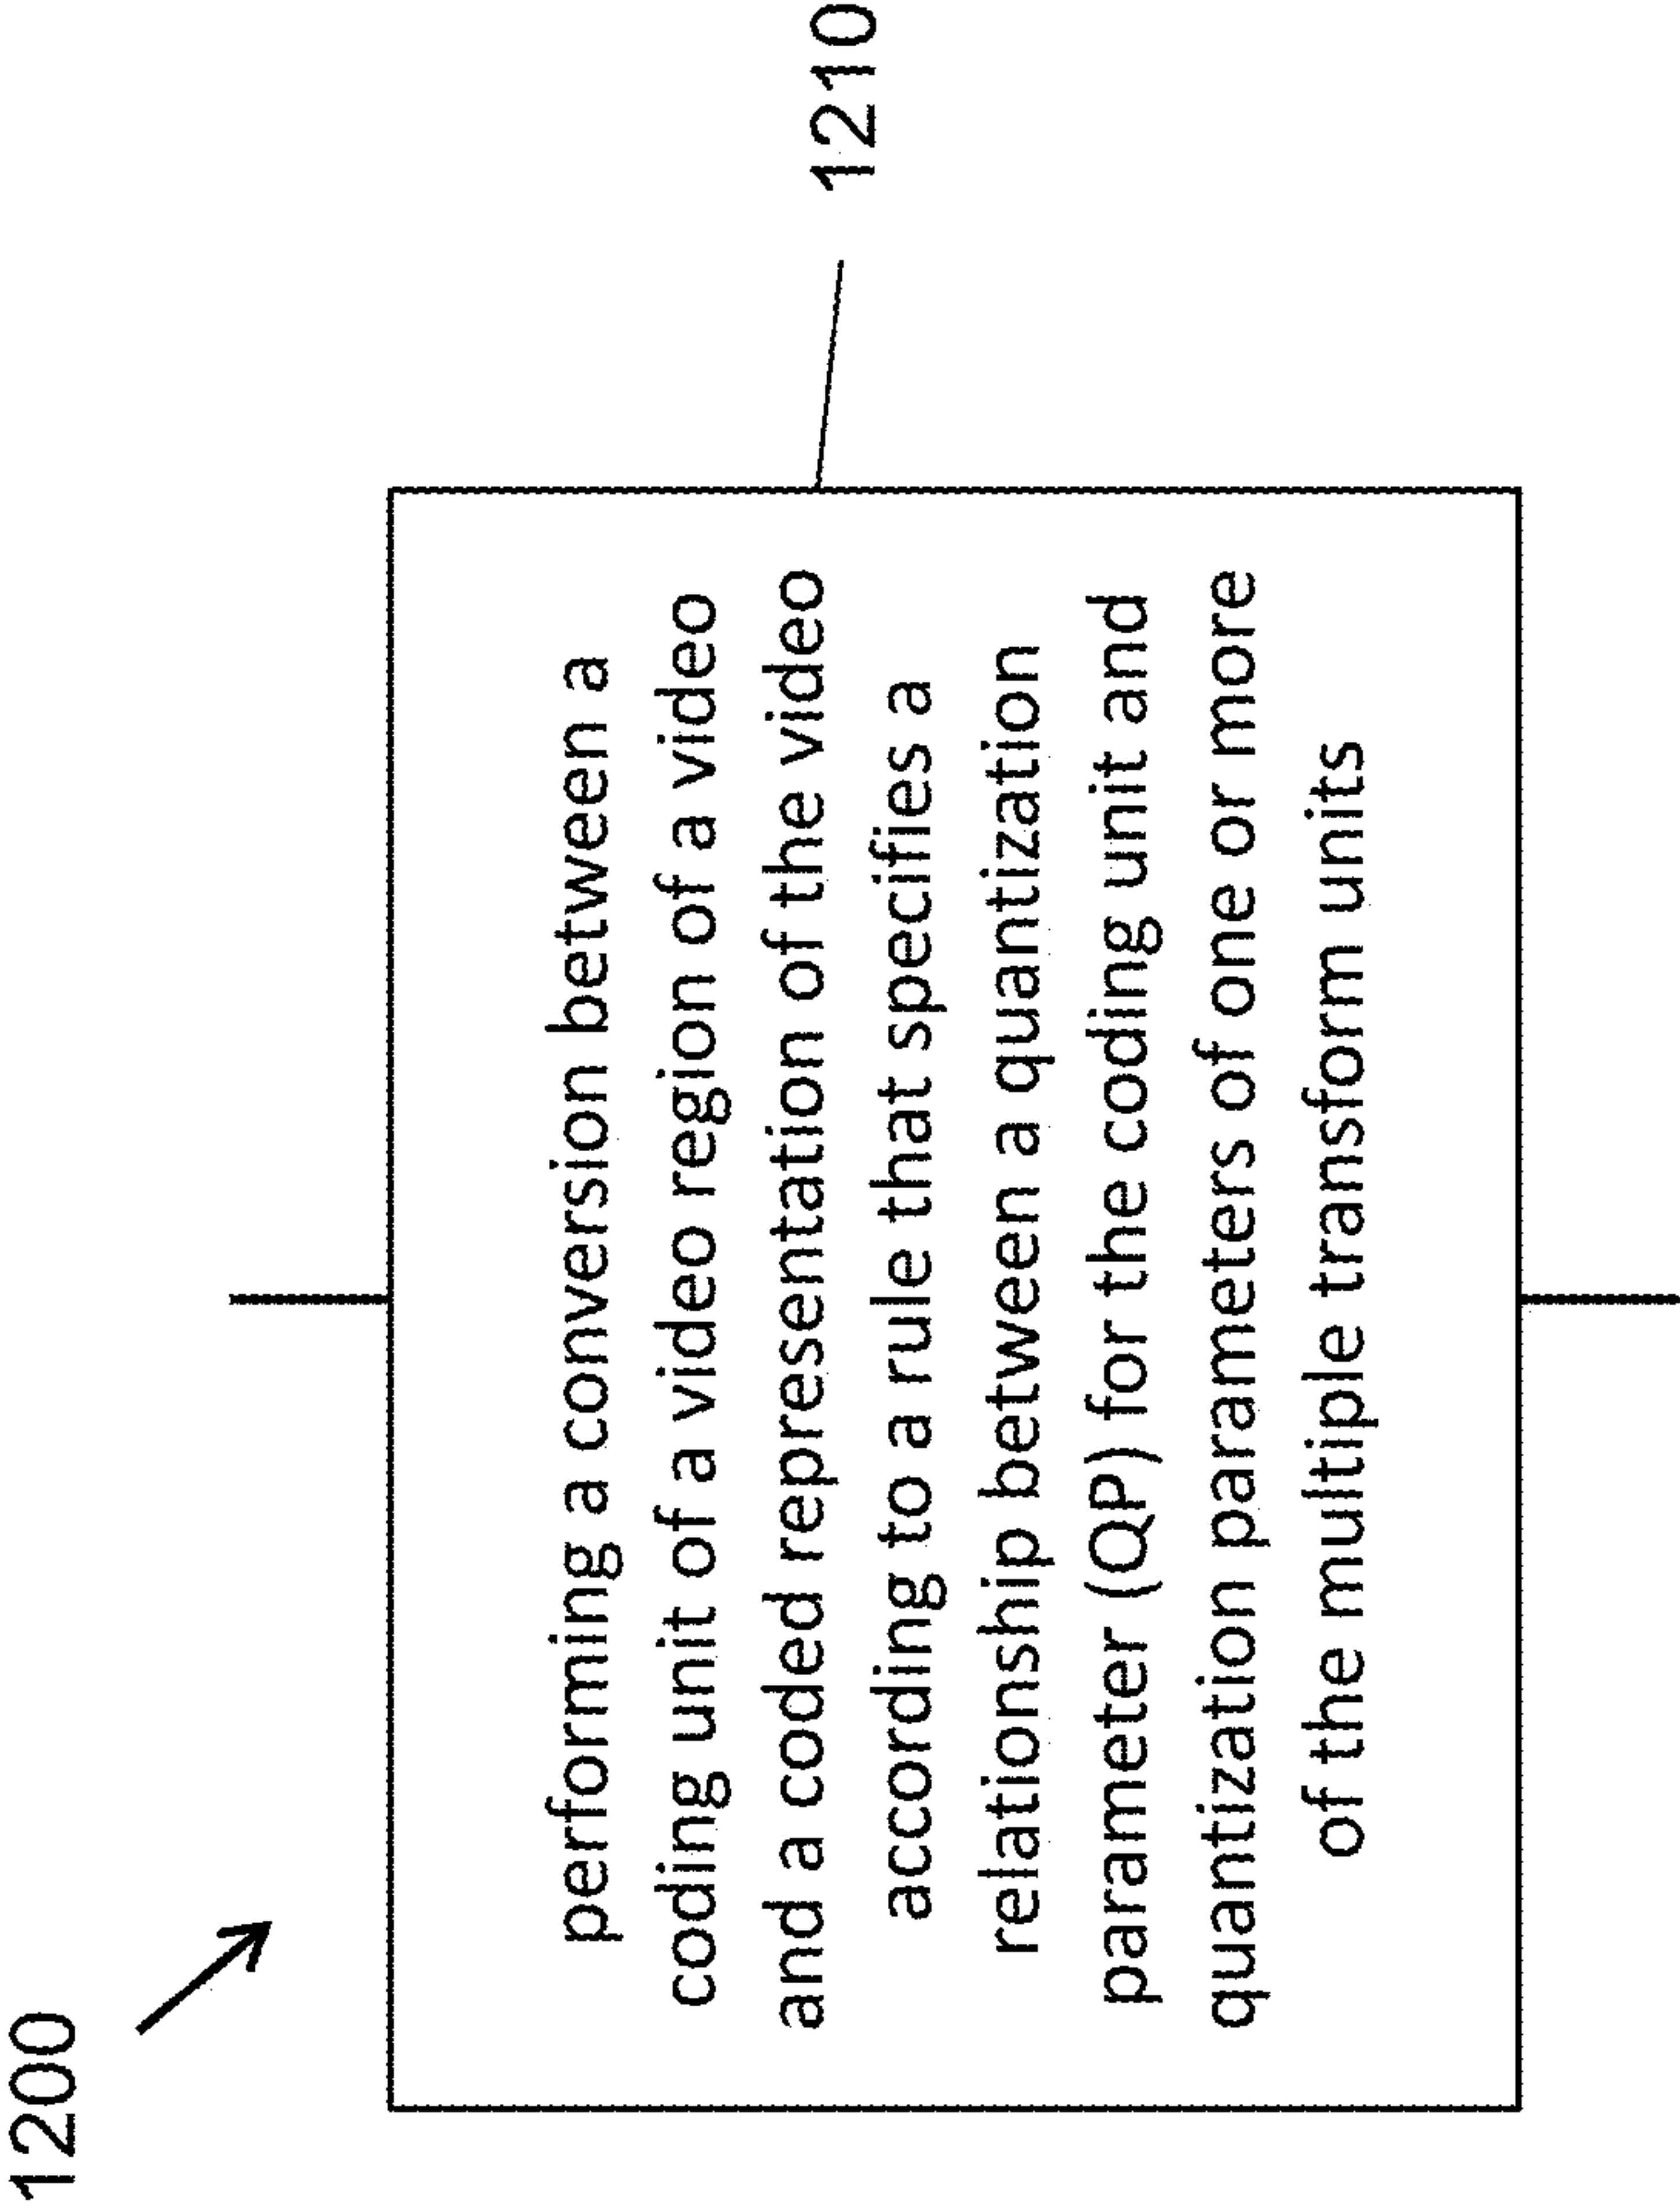 1200
performing a conversion between a
coding unit of a video region of a video
and a coded representation of the video
according to a rule that specifies a
relationship between a quantization
parameter (QP) for the coding unit and
quantization parameters of one or more
of the multiple transform units
1210